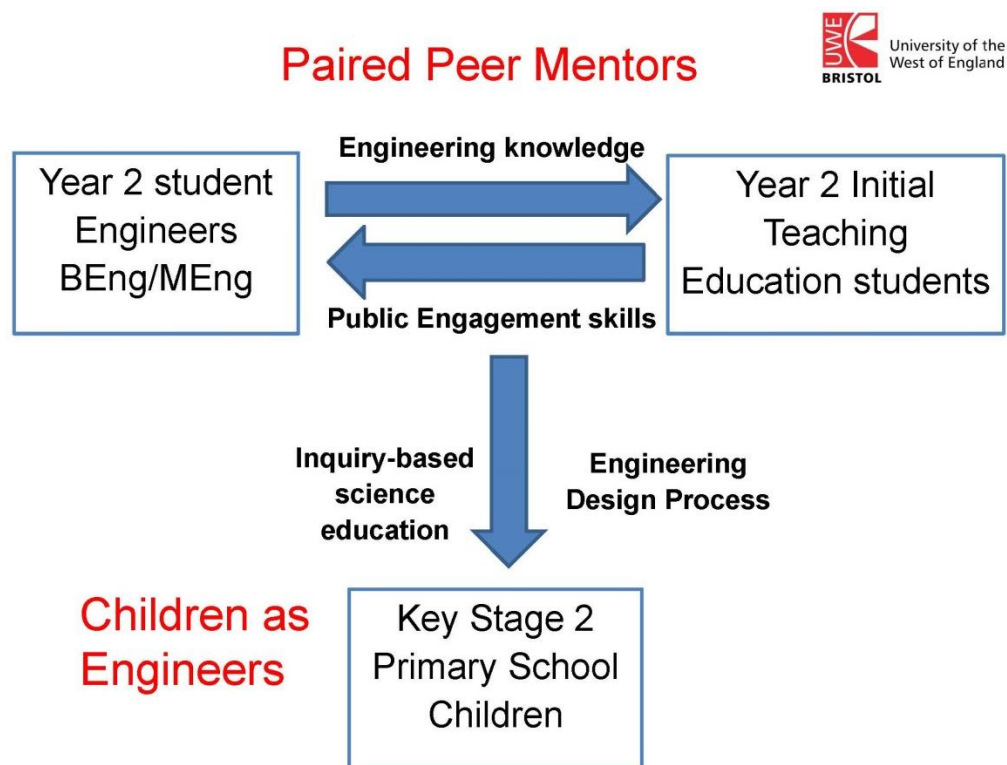 Paired Peer Mentors
UWE
BRISTOL
University of the
West of England
Engineering knowledge
Year 2 student
Engineers
BEng/MEng
Year 2 Initial
Teaching
Education students
Public Engagement skills
Inquiry-based
science
education
Engineering
Design Process
Children as
Engineers
Key Stage 2
Primary School
Children